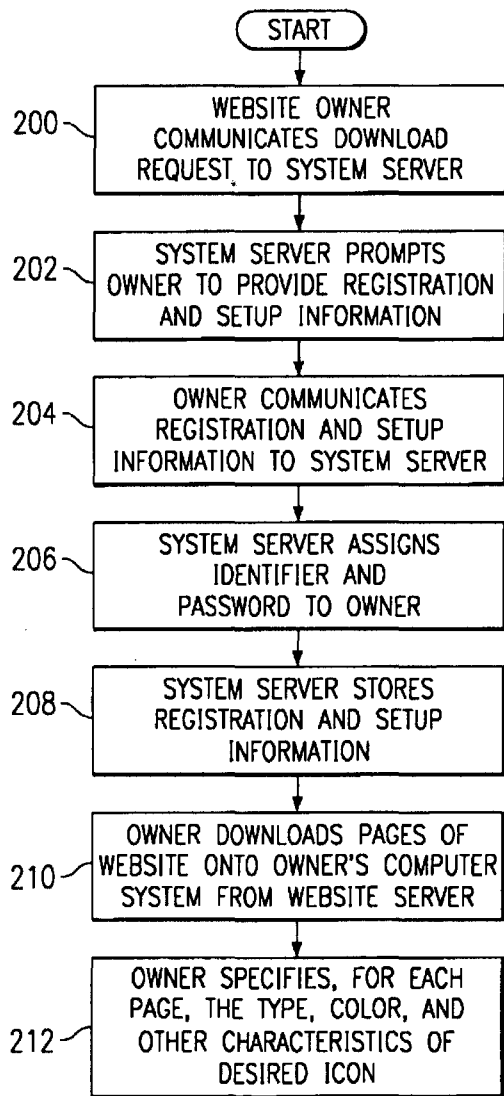 START
200
WEBSITE OWNER
COMMUNICATES DOWNLOAD
REQUEST TO SYSTEM SERVER
202
SYSTEM SERVER PROMPTS
OWNER TO PROVIDE REGISTRATION
AND SETUP INFORMATION
204
OWNER COMMUNICATES
REGISTRATION AND SETUP
INFORMATION TO SYSTEM SERVER
206
SYSTEM SERVER ASSIGNS
IDENTIFIER AND
PASSWORD TO OWNER
208
SYSTEM SERVER STORES
REGISTRATION AND SETUP
INFORMATION
210
OWNER DOWNLOADS PAGES OF
WEBSITE ONTO OWNER'S COMPUTER
SYSTEM FROM WEBSITE SERVER
212
OWNER SPECIFIES, FOR EACH
PAGE, THE TYPE, COLOR, AND
OTHER CHARACTERISTICS OF
DESIRED ICON